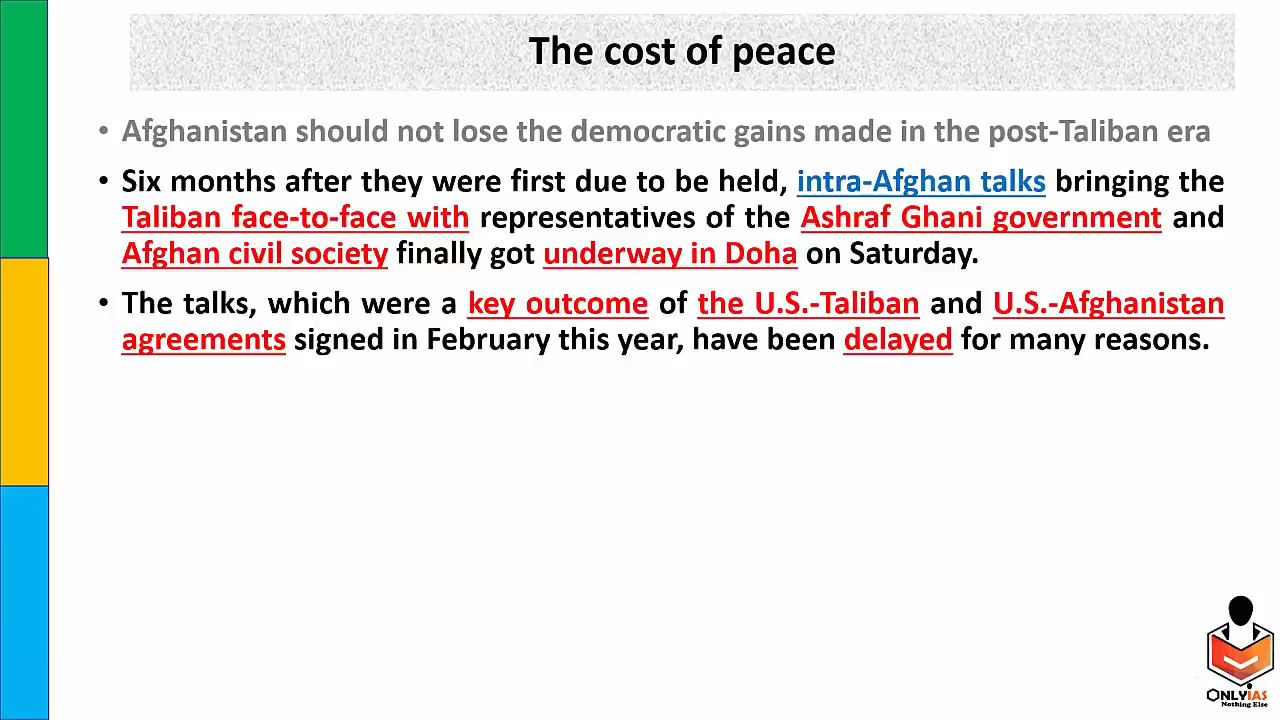 The cost of peace
• Afghanistan should not lose the democratic gains made in the post-Taliban era
• Six months after they were first due to be held, intra-Afghan talks bringing the
Taliban face-to-face with representatives of the Ashraf Ghani government and
Afghan civil society finally got underway in Doha on Saturday.
• The talks, which were a key outcome of the U.S.-Taliban and U.S.-Afghanistan
agreements signed in February this year, have been delayed for many reasons.
ONLYIAS
Nothing Else